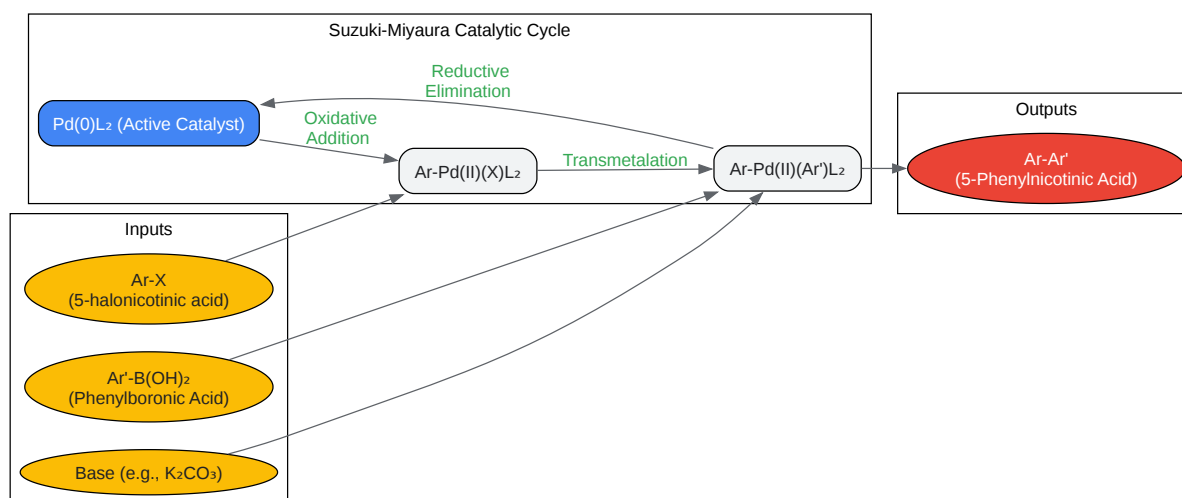 Suzuki-Miyaura Catalytic Cycle
Reductive
Elimination
Pd(0)L₂ (Active Catalyst)
Oxidative
Addition
Ar-Pd(II)(X)L₂
Transmetalation
Ar-Pd(II)(Ar')L₂
Outputs
Ar-Ar'
(5-Phenylnicotinic Acid)
Inputs
Ar-X
(5-halonicotinic acid)
Ar'-B(OH)₂
(Phenylboronic Acid)
Base (e.g., K₂CO₃)